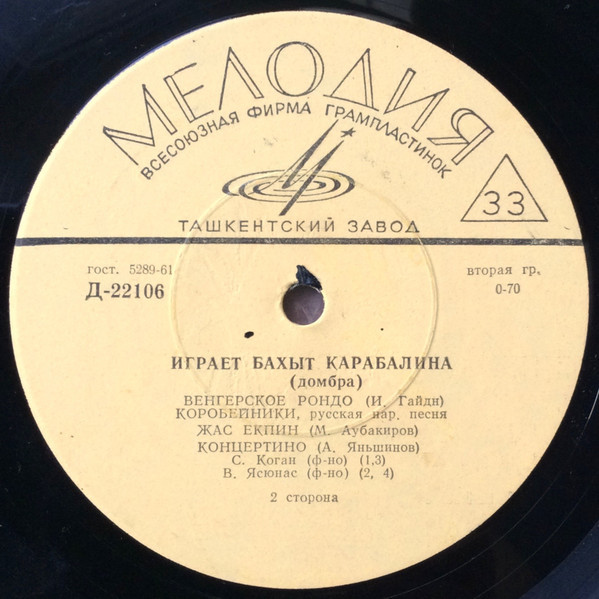 МЕЛОДИЯ
ВСЕСОЮЗНАЯ ФИРМА ГРАМПЛАСТИНОК
33
ТАШКЕНТСКИЙ ЗАВОД
гост. 5289-61
вторая гр.
Д-22106
0-70
ИГРАЕТ БАХЫТ КАРАБАЛИНА
(домбра)
ВЕНГЕРСКОЕ РОНДО (И. Гайдн)
КОРОБЕЙНИКИ, русская нар. песня
ЖАС ЕКПИН (М. Аубакиров)
КОНЦЕРТИНО (А. Яньшинов)
С. Коган (ф-но) (1,3)
В. Ясюнас (ф-но) (2, 4)
2 сторона